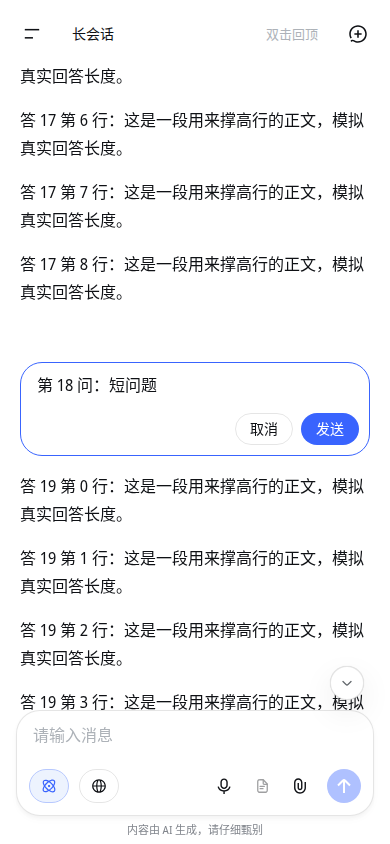 长会话
双击回顶
真实回答长度。
答 17 第 6 行：这是一段用来撑高行的正文，模拟
真实回答长度。
答 17 第 7 行：这是一段用来撑高行的正文，模拟
真实回答长度。
答 17 第 8 行：这是一段用来撑高行的正文，模拟
真实回答长度。
第 18 问：短问题
取消
发送
答 19 第 0 行：这是一段用来撑高行的正文，模拟
真实回答长度。
答 19 第 1 行：这是一段用来撑高行的正文，模拟
真实回答长度。
答 19 第 2 行：这是一段用来撑高行的正文，模拟
真实回答长度。
答 19 第 3 行：这是一段用来撑高行的正文，模拟
请输入消息
内容由 AI 生成，请仔细甄别